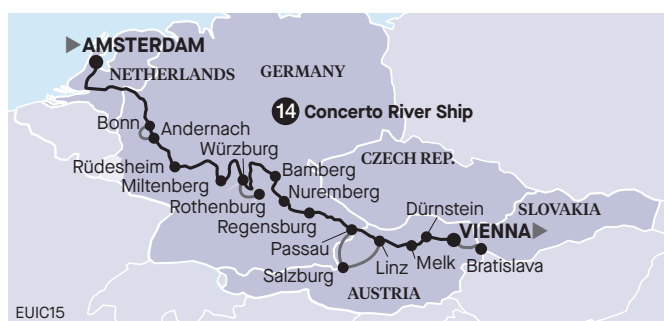 ▶AMSTERDAM
NETHERLANDS
GERMANY
14 Concerto River Ship
Bonn
Andernach
Würzburg
CZECH REP.
Rüdesheim
Bamberg
Miltenberg
Nuremberg
Rothenburg
Dürnstein
SLOVAKIA
Regensburg
VIENNA▶
Passau
Linz
Melk
Bratislava
Salzburg
AUSTRIA
EUIC15